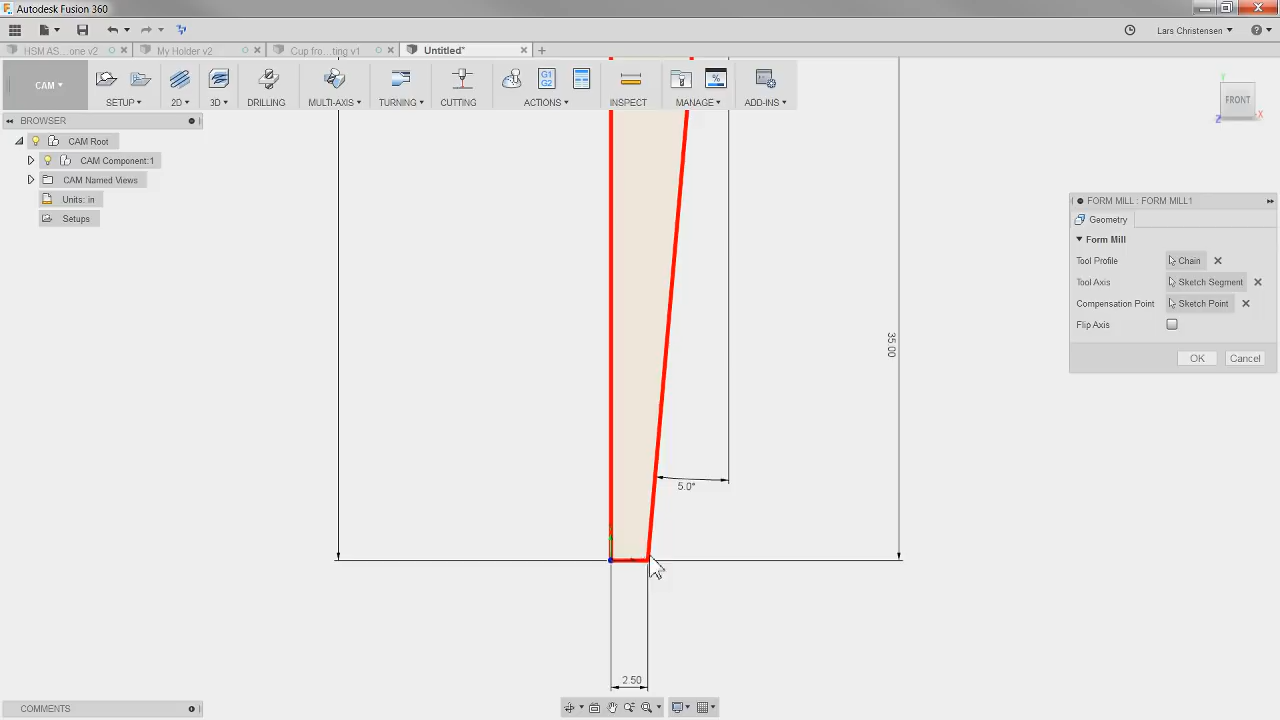 Autodesk Fusion 360
Lars Christensen
HSM AS...one v2
My Holder v2
Cup fro...ting v1
Untitled*
CAM
SETUP
2D
3D
DRILLING
MULTI-AXIS
TURNING
CUTTING
G1
G2
ACTIONS
INSPECT
MANAGE
ADD-INS
BROWSER
CAM Root
CAM Component:1
CAM Named Views
Units: in
Setups
Y
FRONT
Z
X
FORM MILL : FORM MILL1
Geometry
Form Mill
Tool Profile Chain
Tool Axis Sketch Segment
Compensation Point Sketch Point
Flip Axis
OK Cancel
35.00
5.0°
2.50
COMMENTS